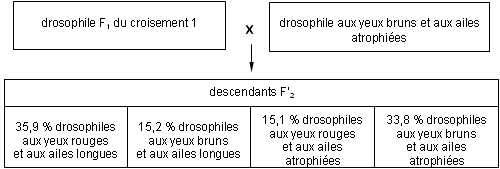 drosophile F₁ du croisement 1
X
drosophile aux yeux bruns et aux ailes
atrophiées
descendants F'₂
35,9 % drosophiles
aux yeux rouges
et aux ailes longues
15,2 % drosophiles
aux yeux bruns
et aux ailes longues
15,1 % drosophiles
aux yeux rouges
et aux ailes
atrophiées
33,8 % drosophiles
aux yeux bruns
et aux ailes
atrophiées